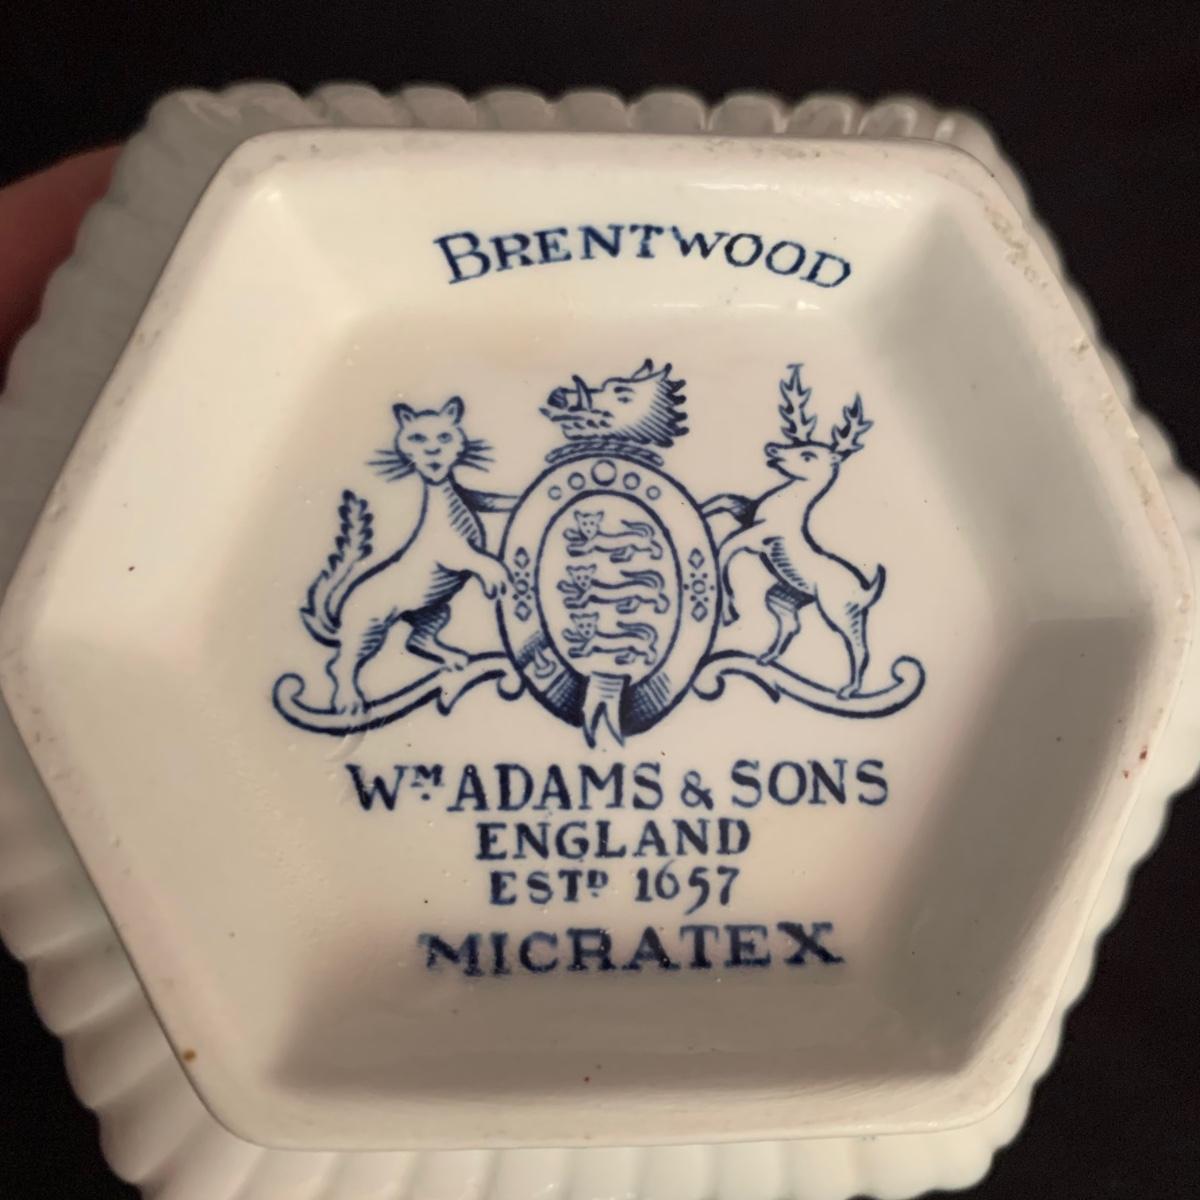 BRENTWOOD
WM ADAMS & SONS
ENGLAND
ESTD 1657
MICRATEX